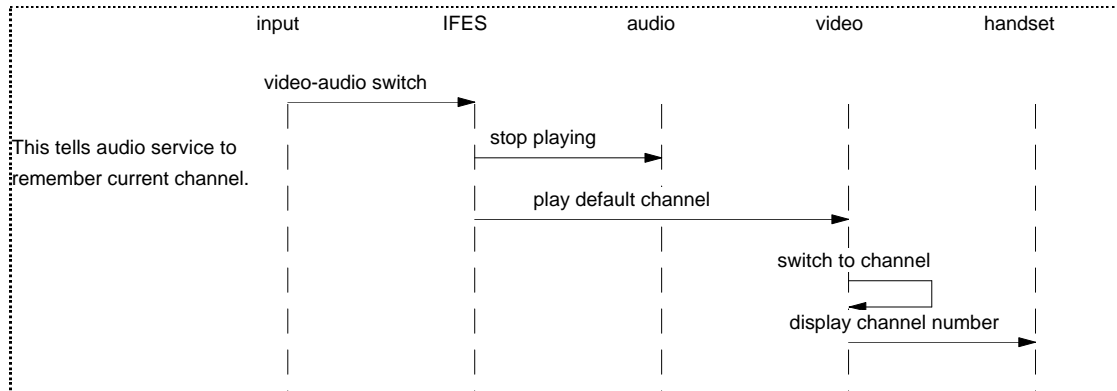 input IFES audio video handset
video-audio switch
This tells audio service to
stop playing
remember current channel.
play default channel
switch to channel
display channel number